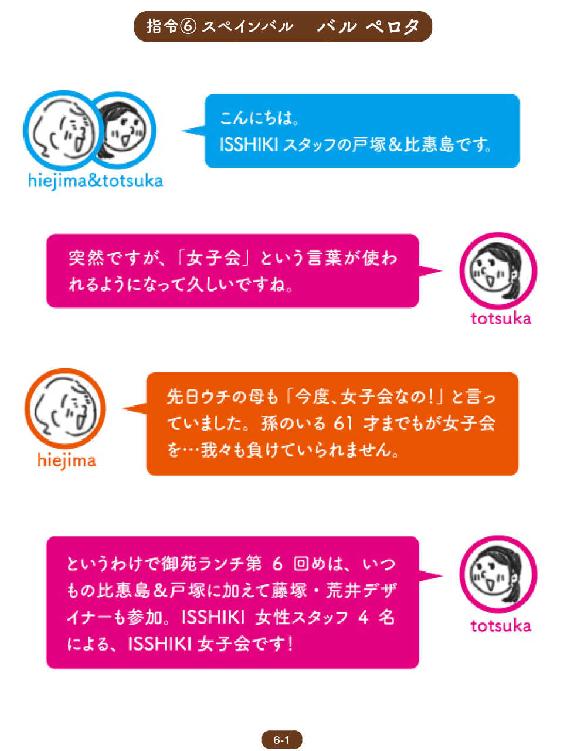 指令⑥ スペインバル　バル ペロタ
こんにちは。
ISSHIKI スタッフの戸塚＆比惠島です。
hiejima&totsuka
突然ですが、「女子会」という言葉が使わ
れるようになって久しいですね。
totsuka
先日ウチの母も「今度、女子会なの！」と言っ
ていました。孫のいる 61 才までもが女子会
を…我々も負けていられません。
hiejima
というわけで御苑ランチ第 6 回めは、いつ
もの比惠島＆戸塚に加えて藤塚・荒井デザ
イナーも参加。ISSHIKI 女性スタッフ 4 名
による、ISSHIKI 女子会です！
totsuka
6-1